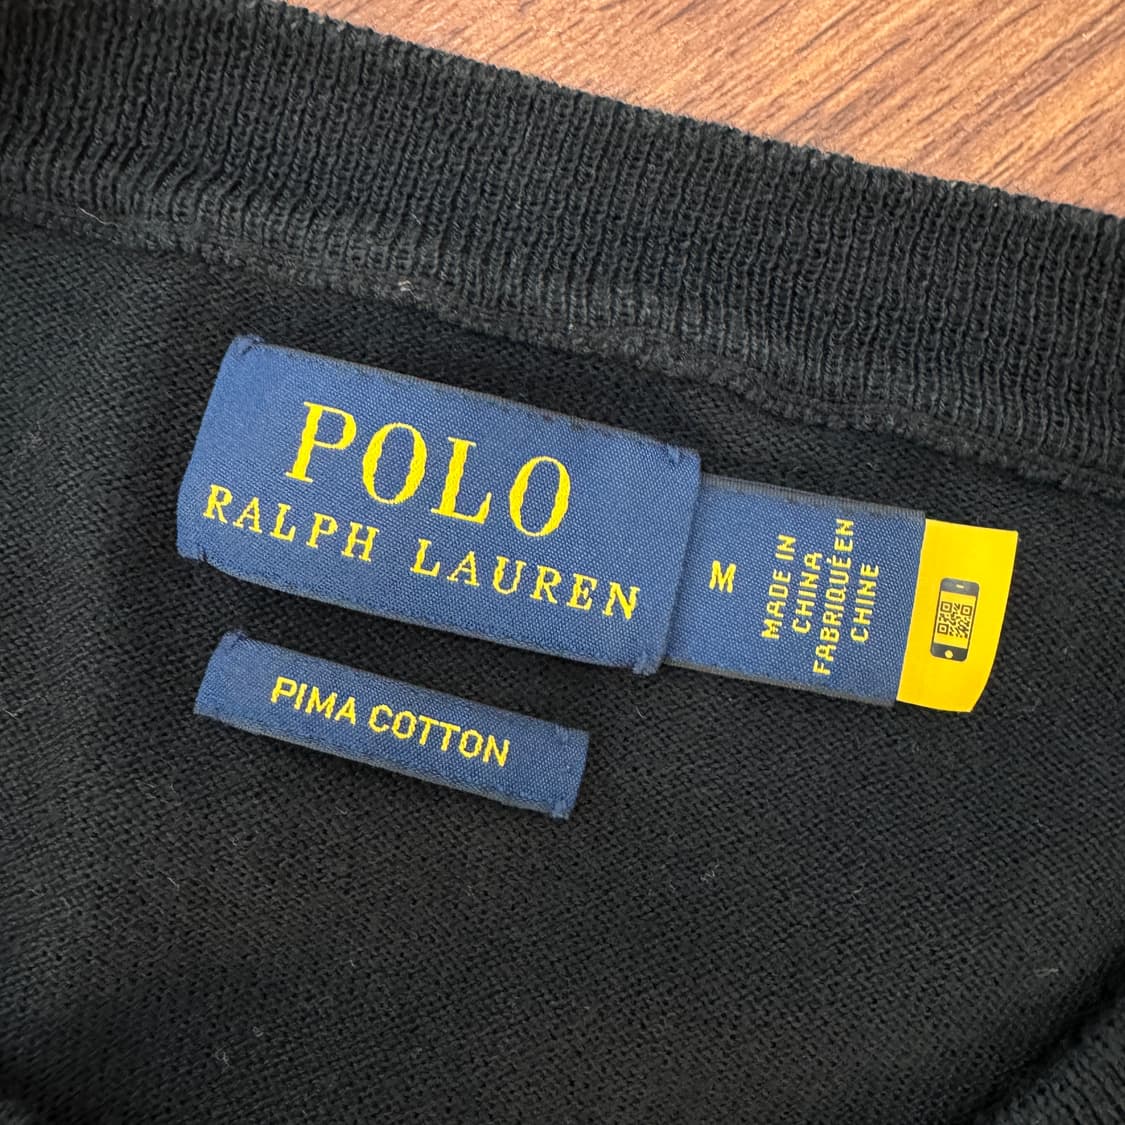 POLO
RALPH LAUREN
M
MADE IN
CHINA
FABRIQUÉ EN
CHINE
PIMA COTTON